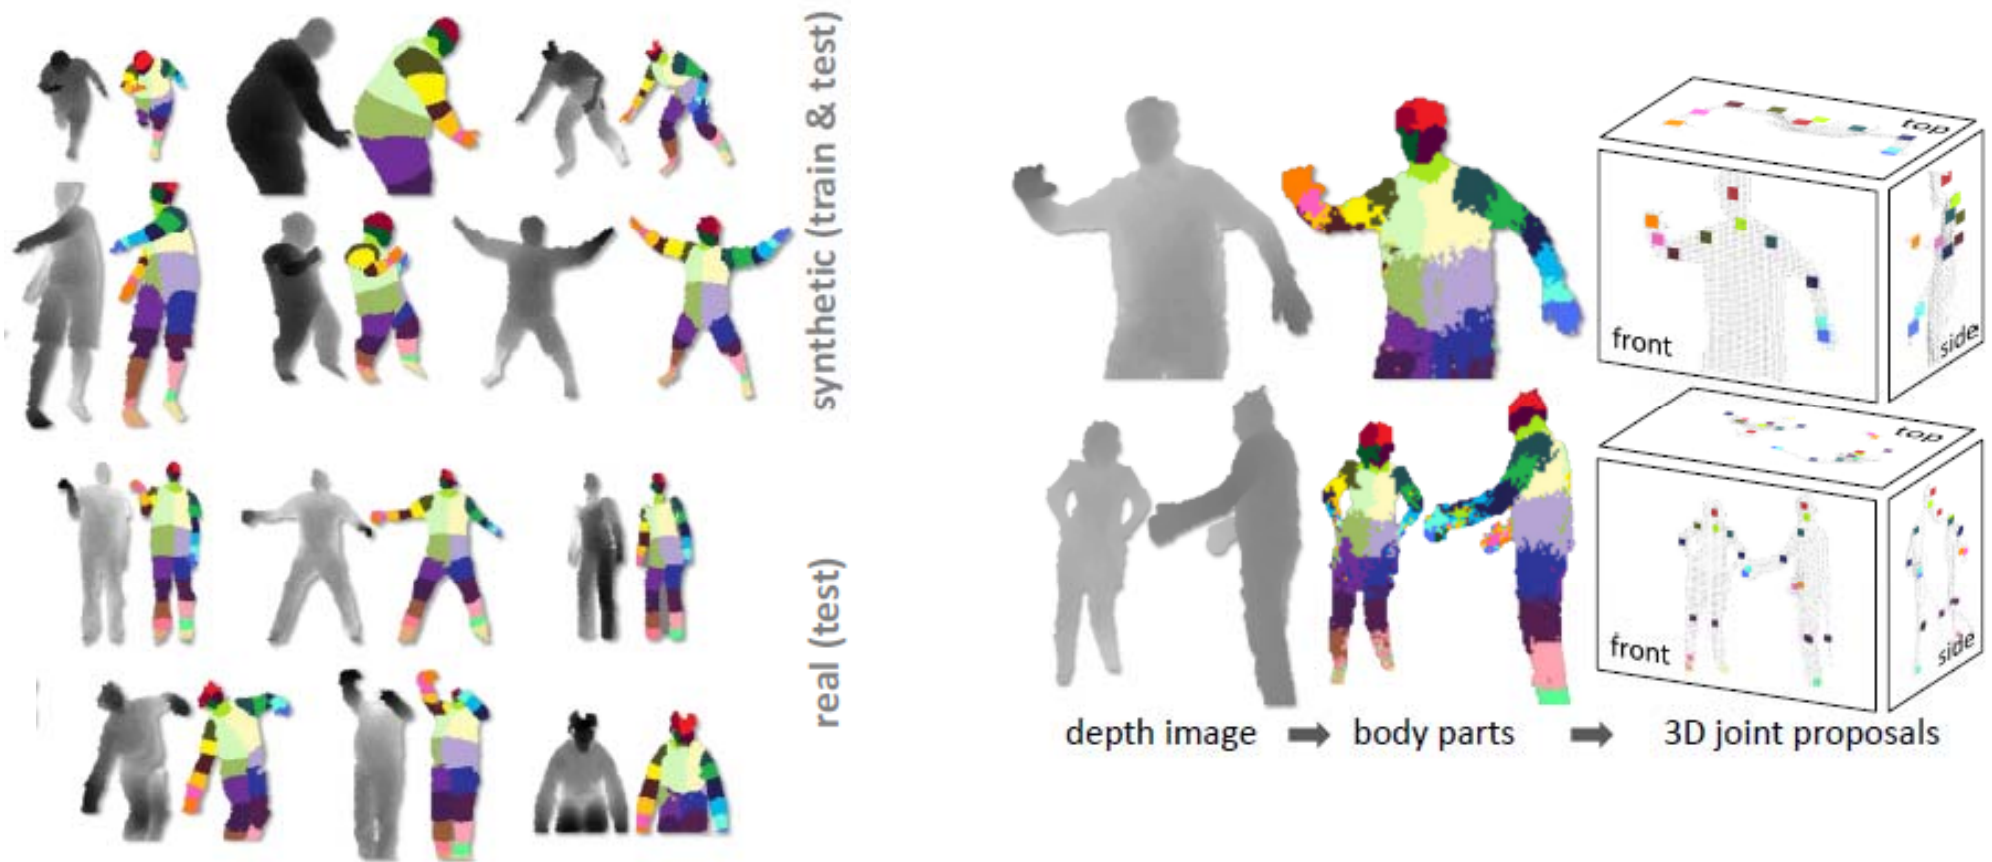 synthetic (train & test)
real (test)
top
front
side
top
front
side
depth image
body parts
3D joint proposals